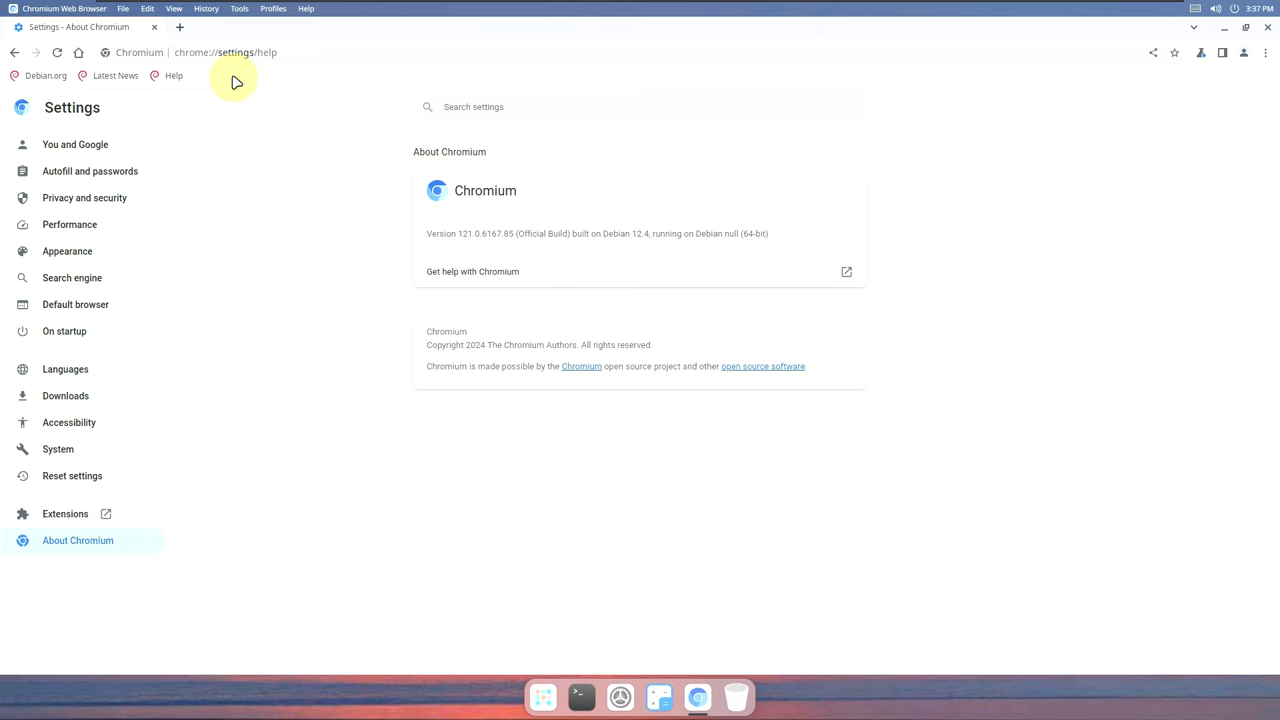 Chromium Web Browser File Edit View History Tools Profiles Help 3:37 PM
Settings - About Chromium
Chromium | chrome://settings/help
Debian.org Latest News Help
Settings
Search settings
You and Google
Autofill and passwords
Privacy and security
Performance
Appearance
Search engine
Default browser
On startup
Languages
Downloads
Accessibility
System
Reset settings
Extensions
About Chromium
About Chromium
Chromium
Version 121.0.6167.85 (Official Build) built on Debian 12.4, running on Debian null (64-bit)
Get help with Chromium
Chromium
Copyright 2024 The Chromium Authors. All rights reserved.
Chromium is made possible by the Chromium open source project and other open source software.